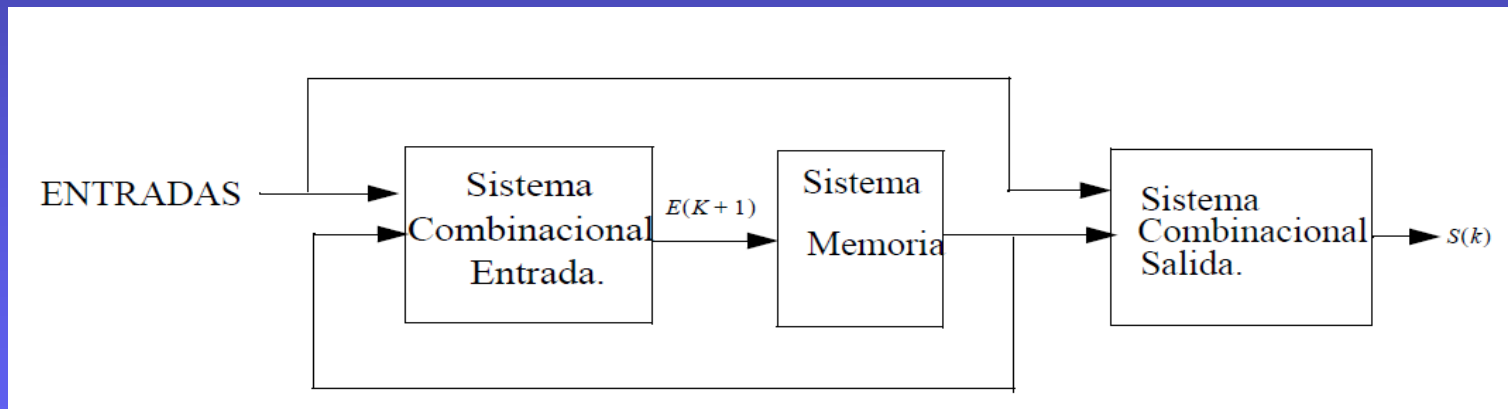 ENTRADAS
Sistema
Combinacional
Entrada.
E(K+1)
Sistema
Memoria
Sistema
Combinacional
Salida.
S(k)